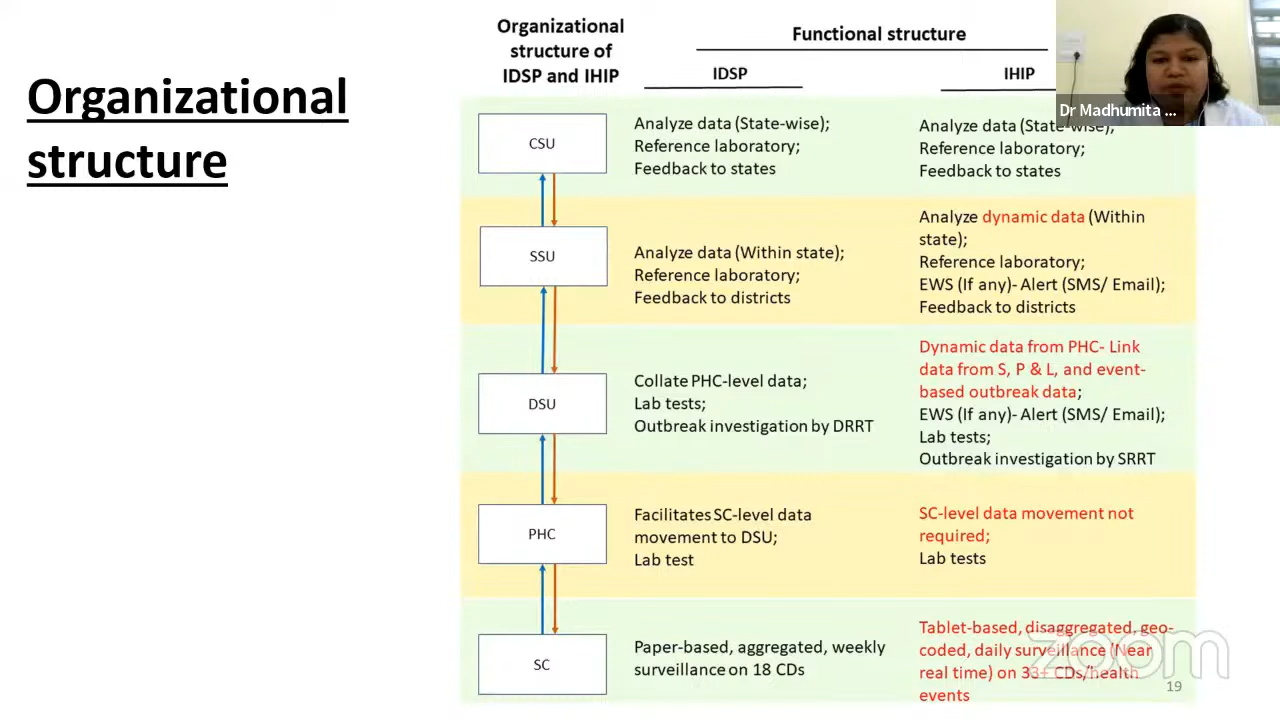 Organizational
structure
Organizational
structure of
IDSP and IHIP
Functional structure
IDSP
IHIP
Dr Madhumita ...
CSU
Analyze data (State-wise);
Reference laboratory;
Feedback to states
Analyze data (State-wise);
Reference laboratory;
Feedback to states
SSU
Analyze data (Within state);
Reference laboratory;
Feedback to districts
Analyze dynamic data (Within
state);
Reference laboratory;
EWS (If any)- Alert (SMS/ Email);
Feedback to districts
DSU
Collate PHC-level data;
Lab tests;
Outbreak investigation by DRRT
Dynamic data from PHC- Link
data from S, P & L, and event-
based outbreak data;
EWS (If any)- Alert (SMS/ Email);
Lab tests;
Outbreak investigation by SRRT
PHC
Facilitates SC-level data
movement to DSU;
Lab test
SC-level data movement not
required;
Lab tests
SC
Paper-based, aggregated, weekly
surveillance on 18 CDs
Tablet-based, disaggregated, geo-
coded, daily surveillance (Near
real time) on 33+ CDs/health
events
zoom
19